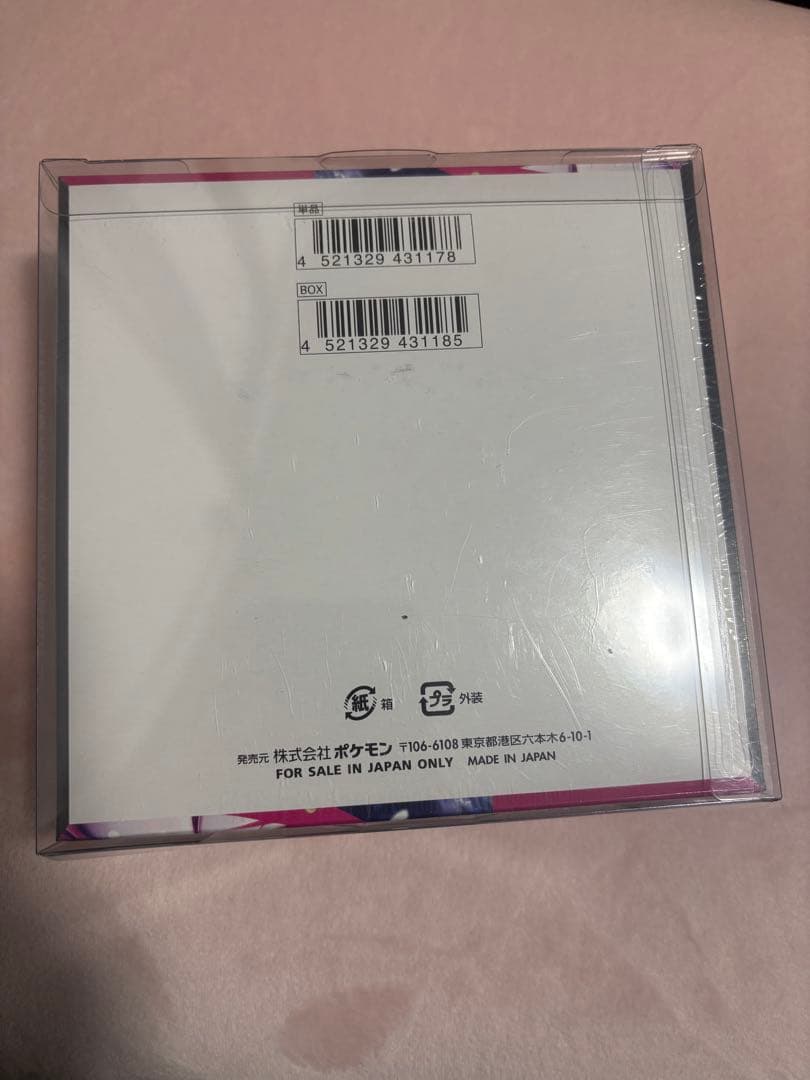 単品
4 521329 431178
BOX
4 521329 431185
紙 箱 プラ 外装
発売元 株式会社 ポケモン 〒106-6108 東京都港区六本木6-10-1
FOR SALE IN JAPAN ONLY MADE IN JAPAN